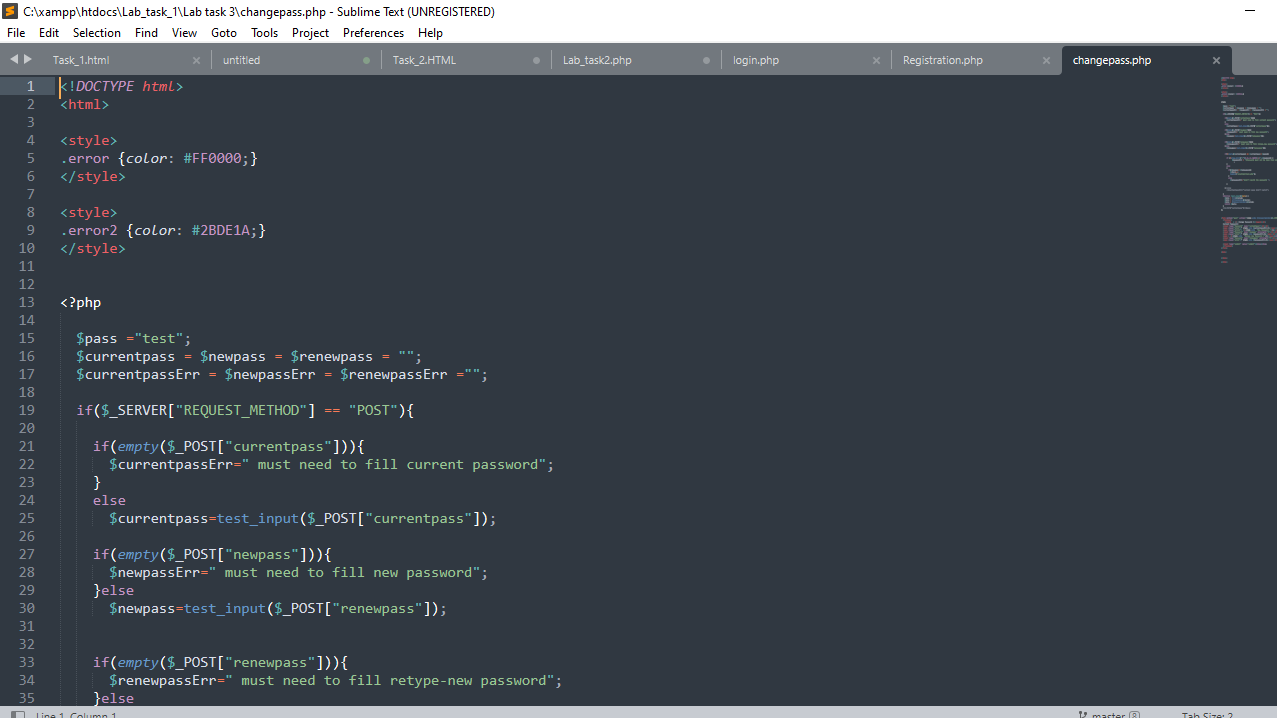 C:\xampp\htdocs\Lab_task_1\Lab task 3\changepass.php - Sublime Text (UNREGISTERED)
File Edit Selection Find View Goto Tools Project Preferences Help
Task_1.html untitled Task_2.HTML Lab_task2.php login.php Registration.php changepass.php
1 <!DOCTYPE html>
2 <html>
3
4 <style>
5 .error {color: #FF0000;}
6 </style>
7
8 <style>
9 .error2 {color: #2BDE1A;}
10 </style>
11
12
13 <?php
14
15 $pass ="test";
16 $currentpass = $newpass = $renewpass = "";
17 $currentpassErr = $newpassErr = $renewpassErr ="";
18
19 if($_SERVER["REQUEST_METHOD"] == "POST"){
20
21 if(empty($_POST["currentpass"])){
22 $currentpassErr=" must need to fill current password";
23 }
24 else
25 $currentpass=test_input($_POST["currentpass"]);
26
27 if(empty($_POST["newpass"])){
28 $newpassErr=" must need to fill new password";
29 }else
30 $newpass=test_input($_POST["renewpass"]);
31
32
33 if(empty($_POST["renewpass"])){
34 $renewpassErr=" must need to fill retype-new password";
35 }else
Line 1, Column 1 master Tab Size: 2